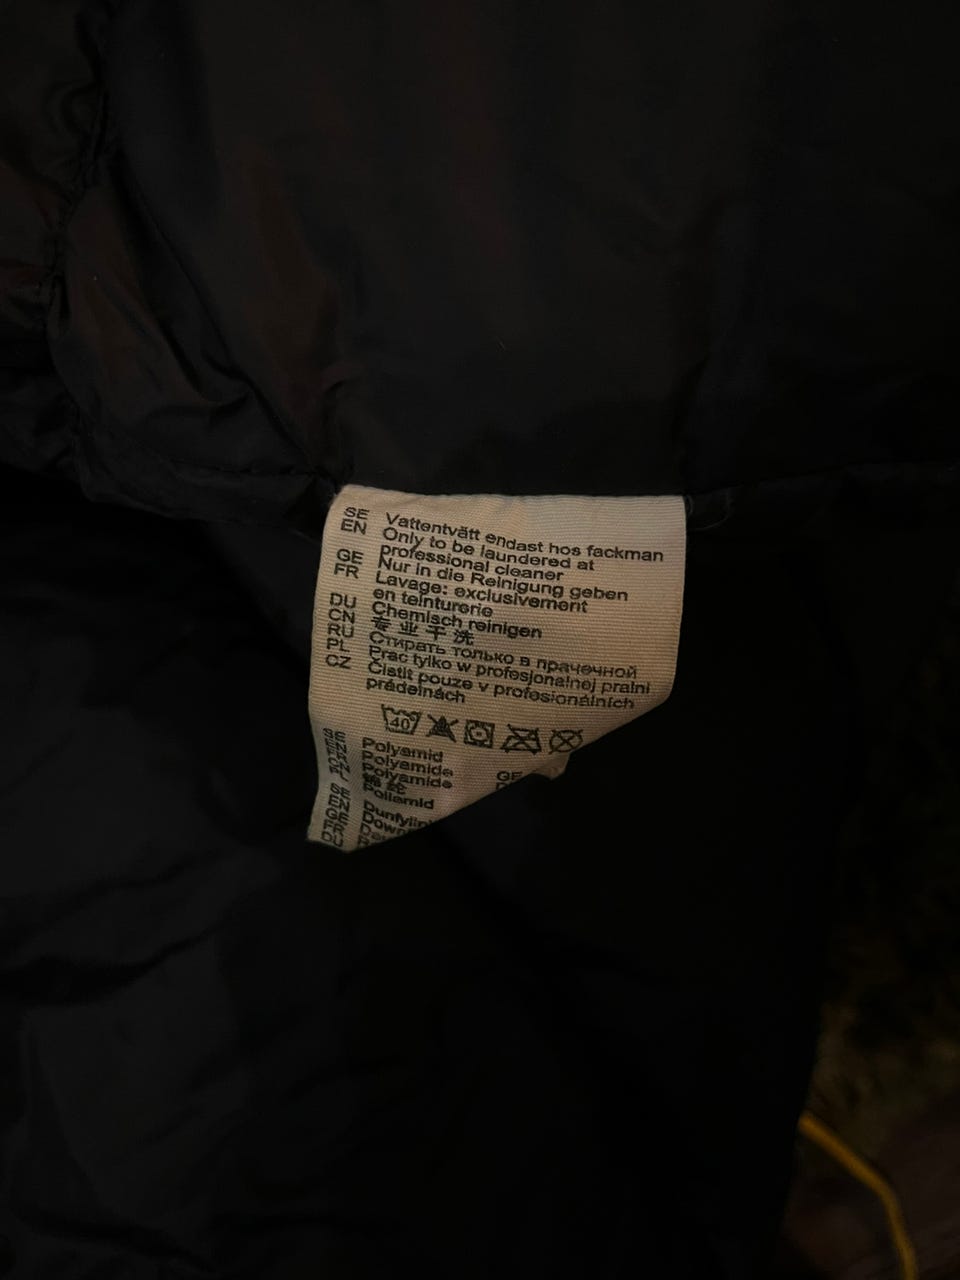 SE Vattentvätt endast hos fackman
EN Only to be laundered at
professional cleaner
GE Nur in die Reinigung geben
FR Lavage: exclusivement
en teinturerie
DU Chemisch reinigen
CN 专业干洗
RU Стирать только в прачечной
PL Prac tylko w profesjonalnej pralni
CZ Čistit pouze v profesionálních
prádelnách
40
Polyamid
Polyamide GE
Polyamide
Poliamid